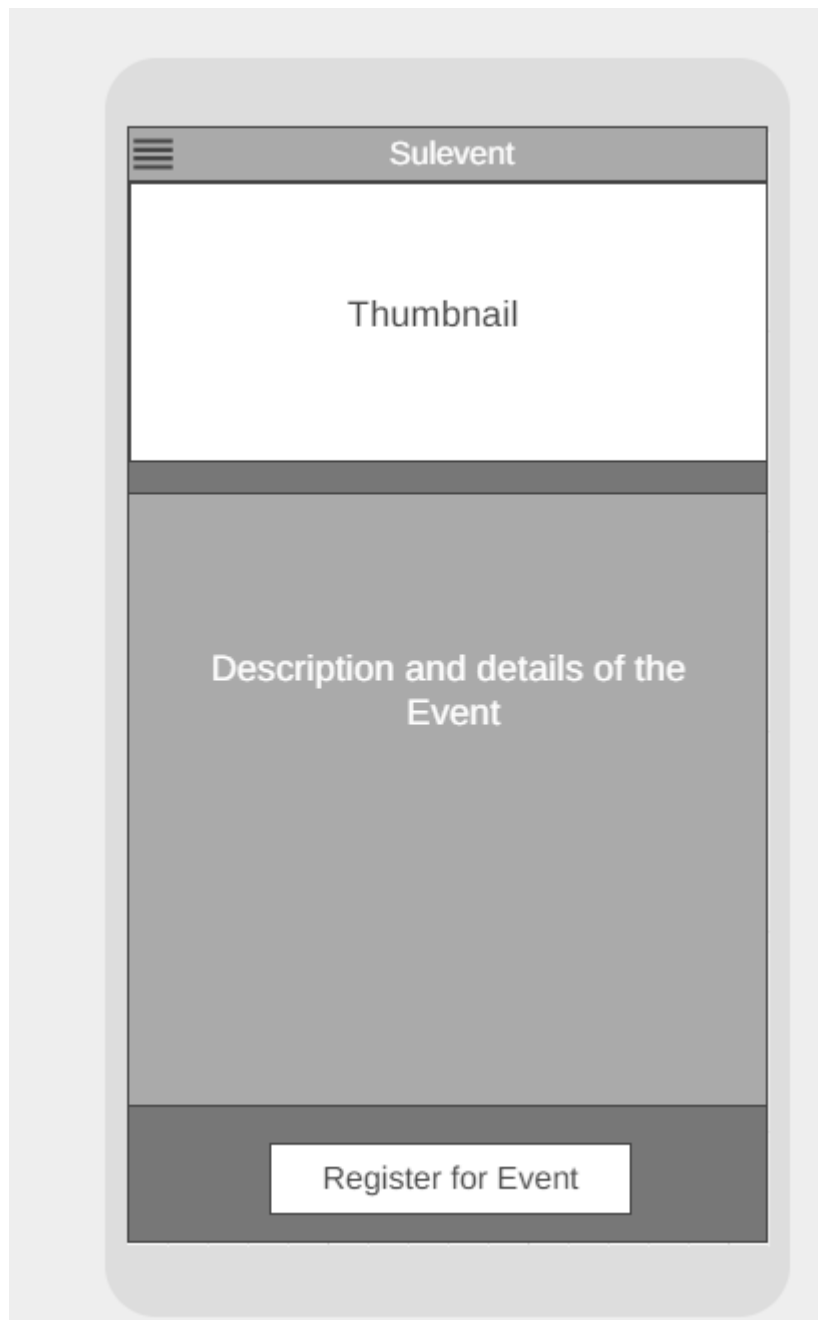 Sulevent
Thumbnail
Description and details of the
Event
Register for Event